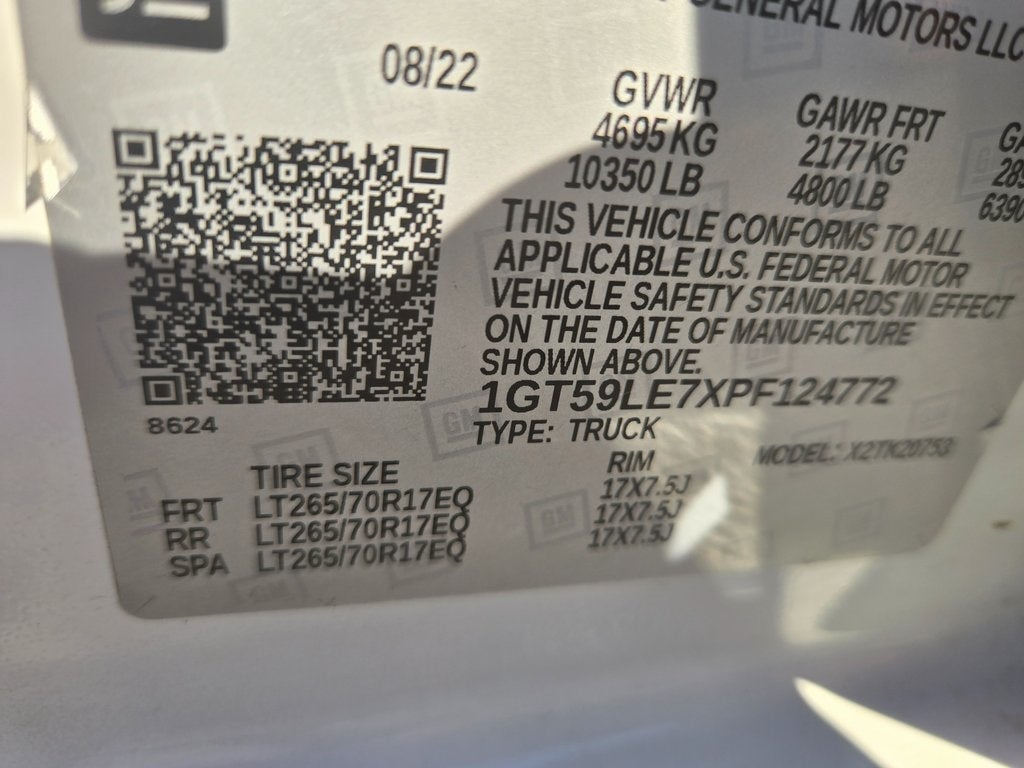 GENERAL MOTORS LLC
08/22
GVWR GAWR FRT
4695 KG 2177 KG
10350 LB 4800 LB 6390
THIS VEHICLE CONFORMS TO ALL
APPLICABLE U.S. FEDERAL MOTOR
VEHICLE SAFETY STANDARDS IN EFFECT
ON THE DATE OF MANUFACTURE
SHOWN ABOVE.
1GT59LE7XPF124772
8624
TYPE: TRUCK MODEL: X2TK20753
TIRE SIZE RIM
FRT LT265/70R17EQ 17X7.5J
RR LT265/70R17EQ 17X7.5J
SPA LT265/70R17EQ 17X7.5J
GM
GM